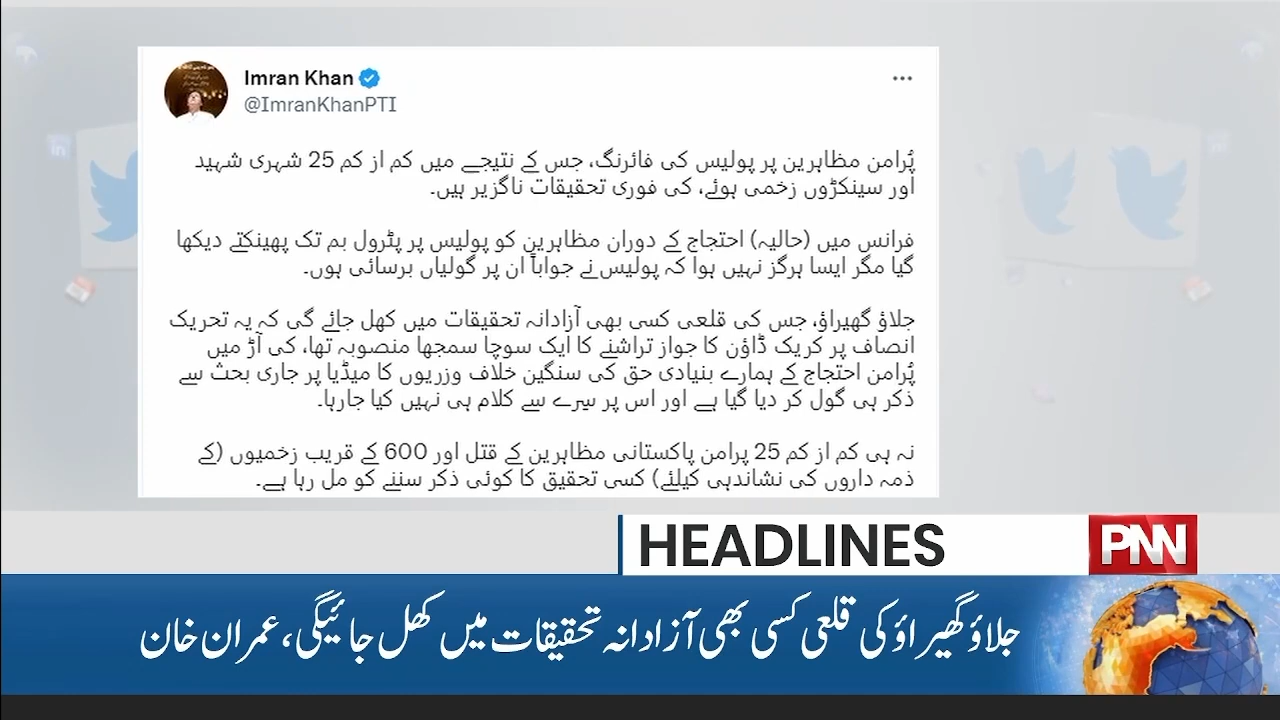 Imran Khan
@ImranKhanPTI
پُرامن مظاہرین پر پولیس کی فائرنگ، جس کے نتیجے میں کم از کم 25 شہری شہید
اور سینکڑوں زخمی ہوئے، کی فوری تحقیقات ناگزیر ہیں۔
فرانس میں (حالیہ) احتجاج کے دوران مظاہرین کو پولیس پر پٹرول بم تک پھینکتے دیکھا
گیا مگر ایسا ہرگز نہیں ہوا کہ پولیس نے جواباً ان پر گولیاں برسائی ہوں۔
جلاؤ گھیراؤ، جس کی قلعی کسی بھی آزادانہ تحقیقات میں کھل جائے گی کہ یہ تحریک
انصاف پر کریک ڈاؤن کا جواز تراشنے کا ایک سوچا سمجھا منصوبہ تھا، کی آڑ میں
پُرامن احتجاج کے ہمارے بنیادی حق کی سنگین خلاف وزریوں کا میڈیا پر جاری بحث سے
ذکر ہی گول کر دیا گیا ہے اور اس پر سِرے سے کلام ہی نہیں کیا جارہا۔
نہ ہی کم از کم 25 پرامن پاکستانی مظاہرین کے قتل اور 600 کے قریب زخمیوں (کے
ذمہ داروں کی نشاندہی کیلئے) کسی تحقیق کا کوئی ذکر سننے کو مل رہا ہے۔
HEADLINES
PNN
جلاؤ گھیراؤ کی قلعی کسی بھی آزادانہ تحقیقات میں کھل جائیگی، عمران خان